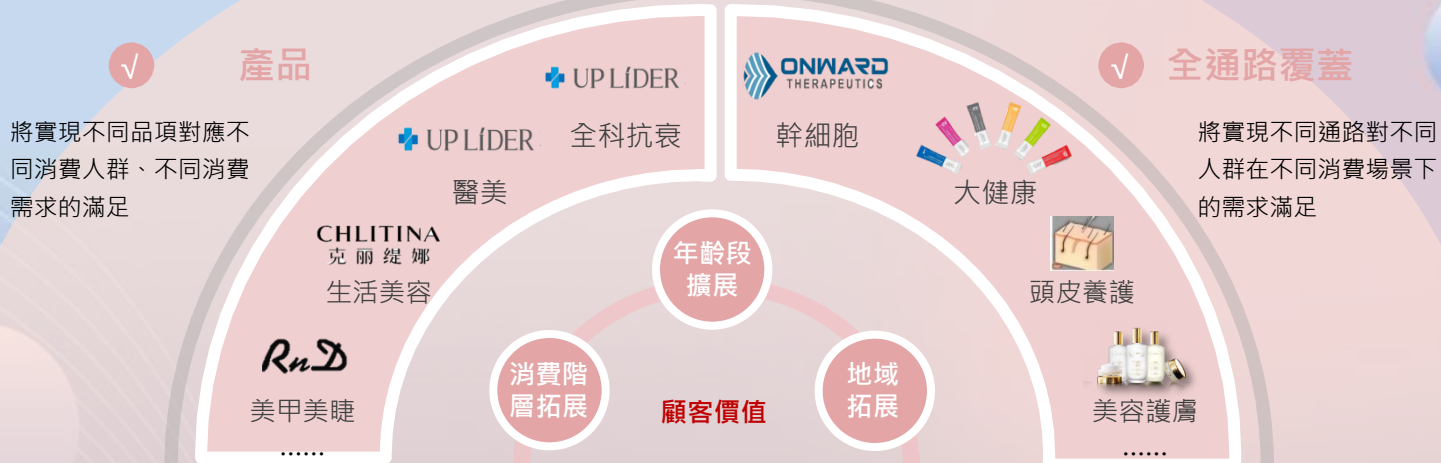 √ 產品
將實現不同品項對應不
同消費人群、不同消費
需求的滿足
UP LÍDER
全科抗衰
UP LÍDER
醫美
CHLITINA
克丽缇娜
生活美容
RnD
美甲美睫
......
ONWARD
THERAPEUTICS
幹細胞
大健康
頭皮養護
美容護膚
......
√ 全通路覆蓋
將實現不同通路對不同
人群在不同消費場景下
的需求滿足
年齡段
擴展
消費階
層拓展
顧客價值
地域
拓展